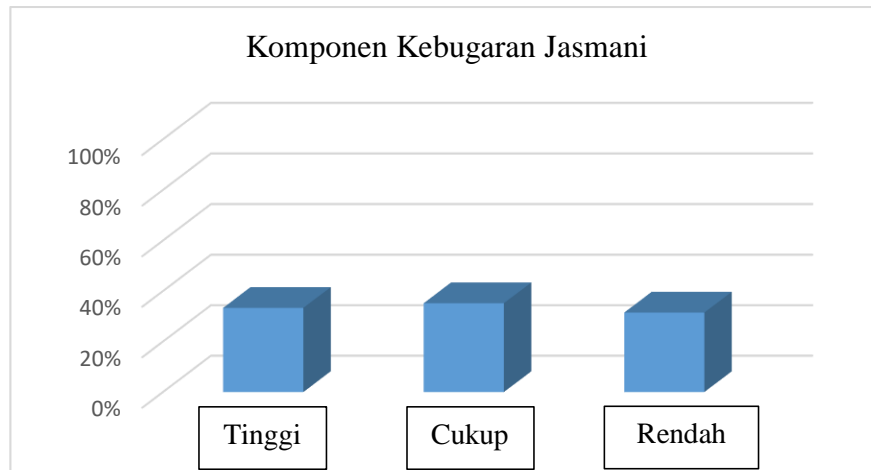 Komponen Kebugaran Jasmani
100%
80%
60%
40%
20%
0%
Tinggi
Cukup
Rendah